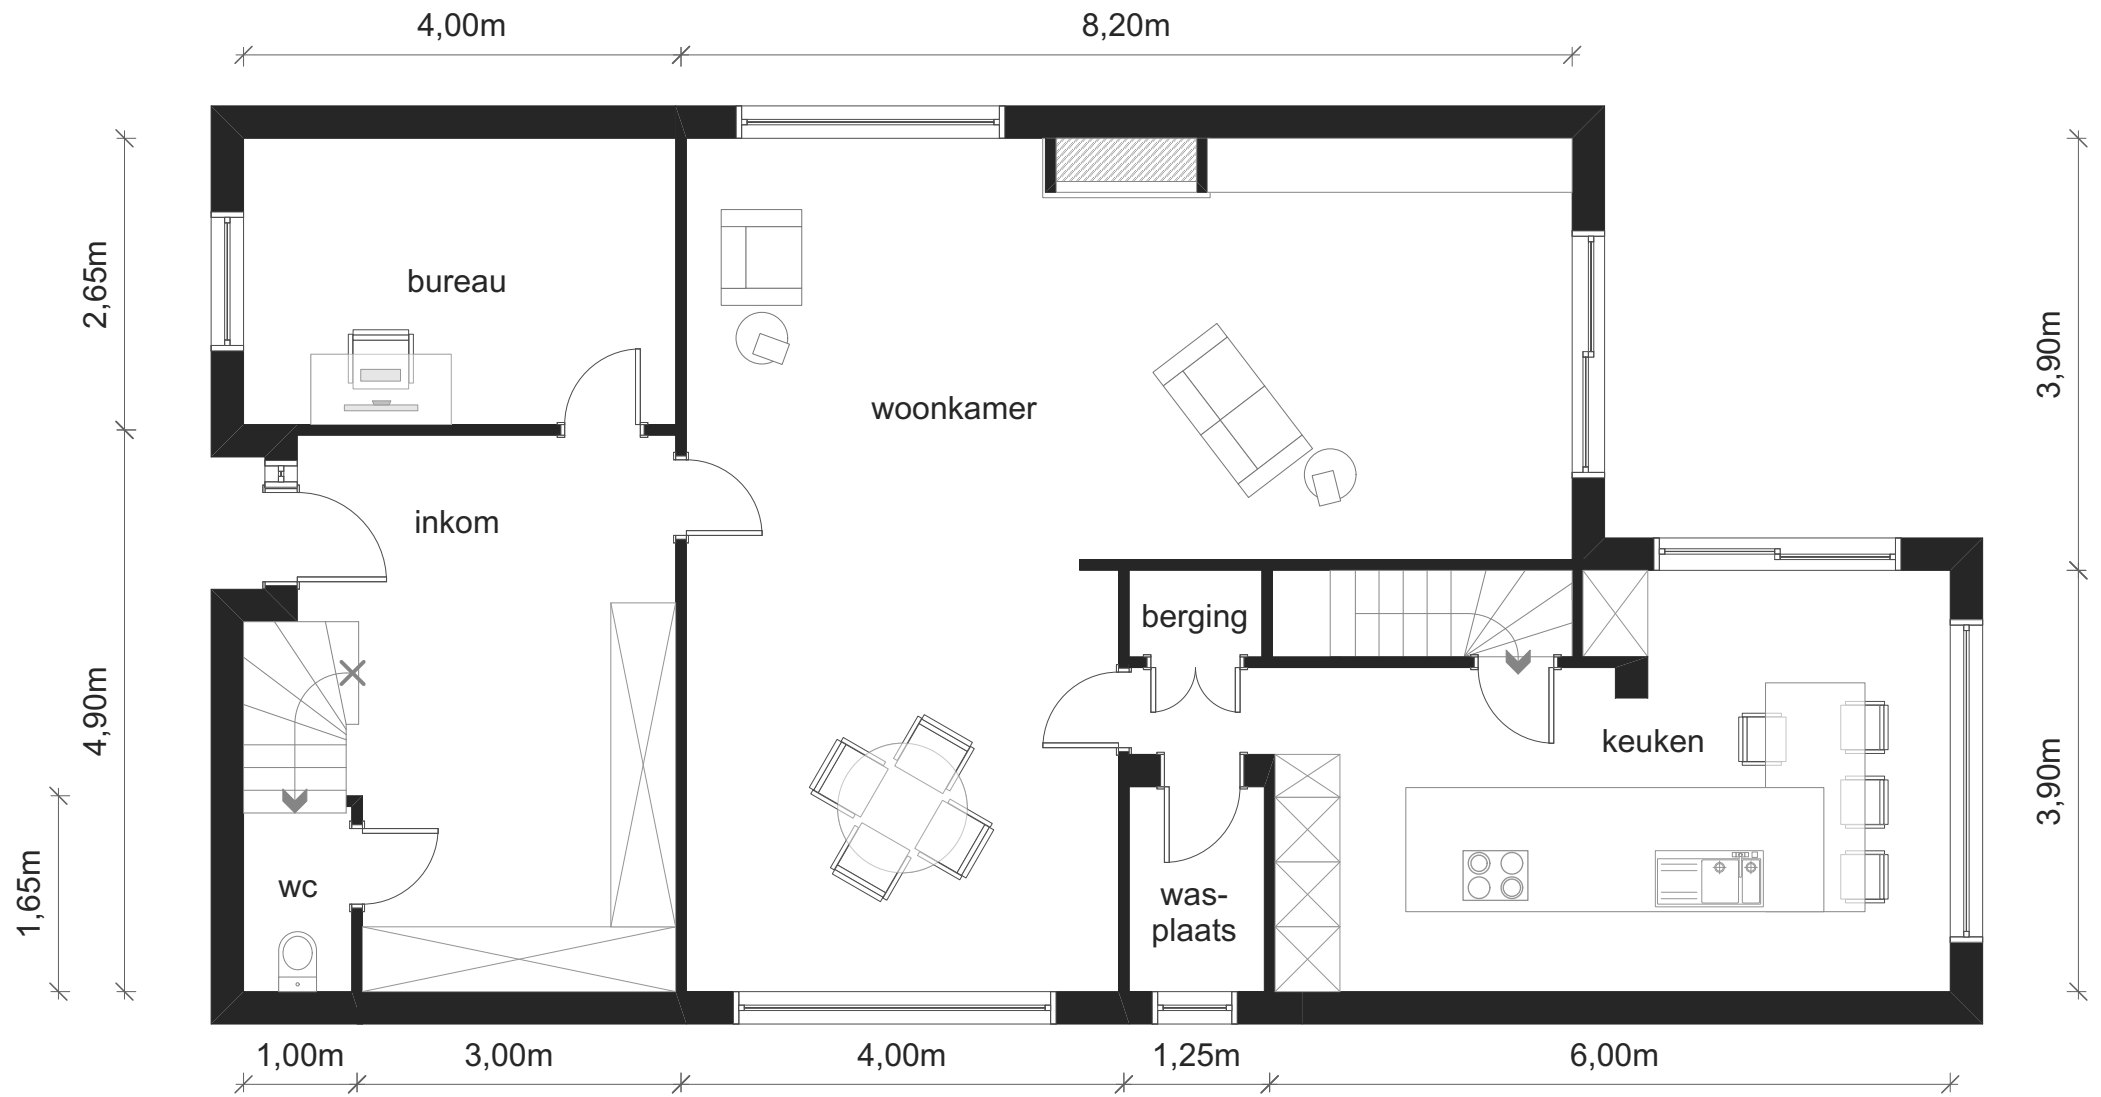 4,00m
8,20m
2,65m
bureau
woonkamer
3,90m
inkom
berging
4,90m
keuken
3,90m
1,65m
wc
was-
plaats
1,00m
3,00m
4,00m
1,25m
6,00m